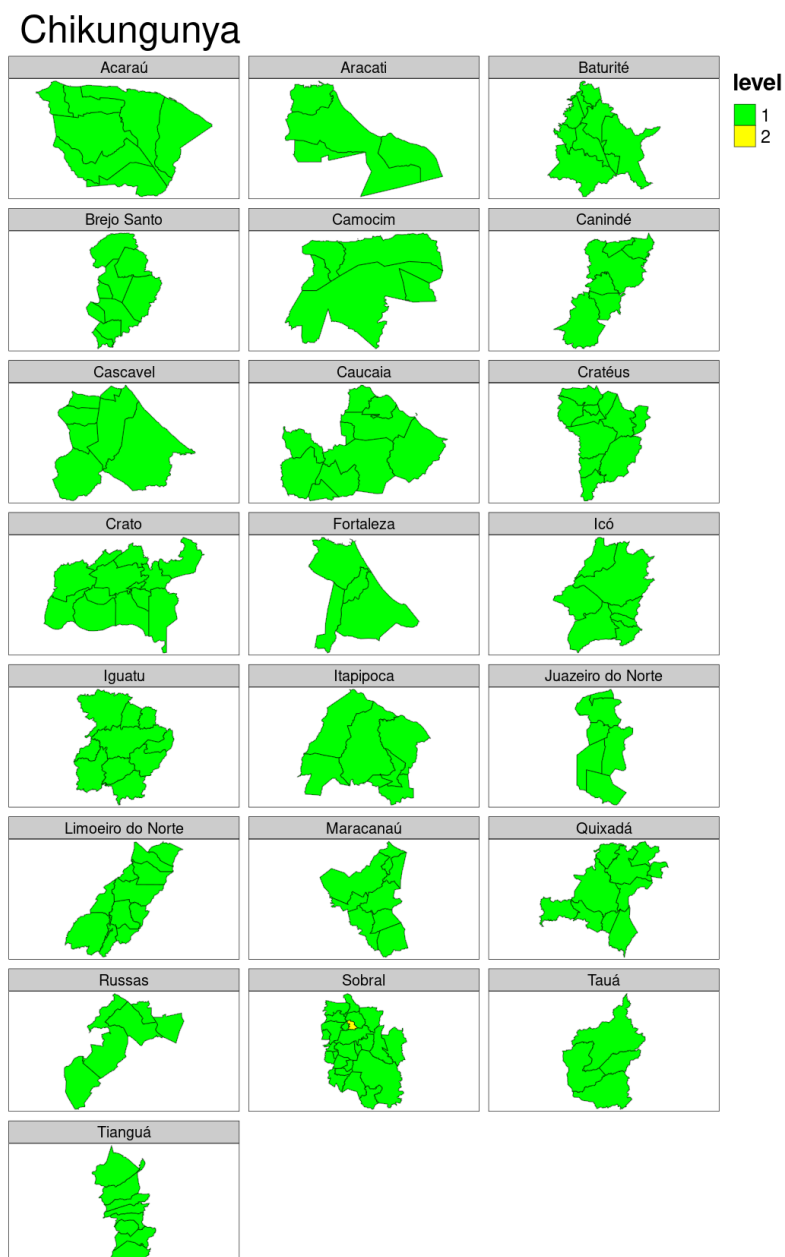 Chikungunya
Acaraú
Aracati
Baturité
level
1
2
Brejo Santo
Camocim
Canindé
Cascavel
Caucaia
Cratéus
Crato
Fortaleza
Icó
Iguatu
Itapipoca
Juazeiro do Norte
Limoeiro do Norte
Maracanaú
Quixadá
Russas
Sobral
Tauá
Tianguá